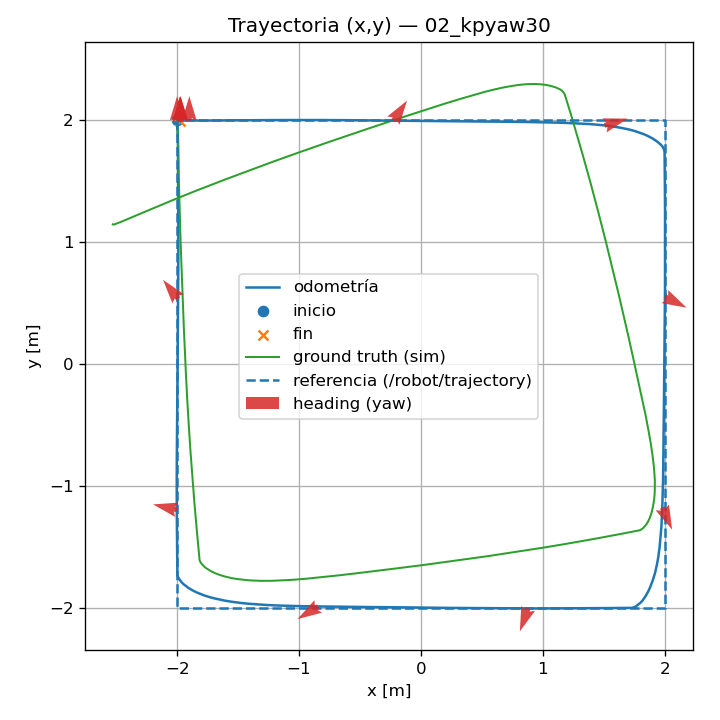 Trayectoria (x,y) — 02_kpyaw30
y [m]
2
1
0
−1
−2
odometría
inicio
fin
ground truth (sim)
referencia (/robot/trajectory)
heading (yaw)
−2
−1
0
1
2
x [m]